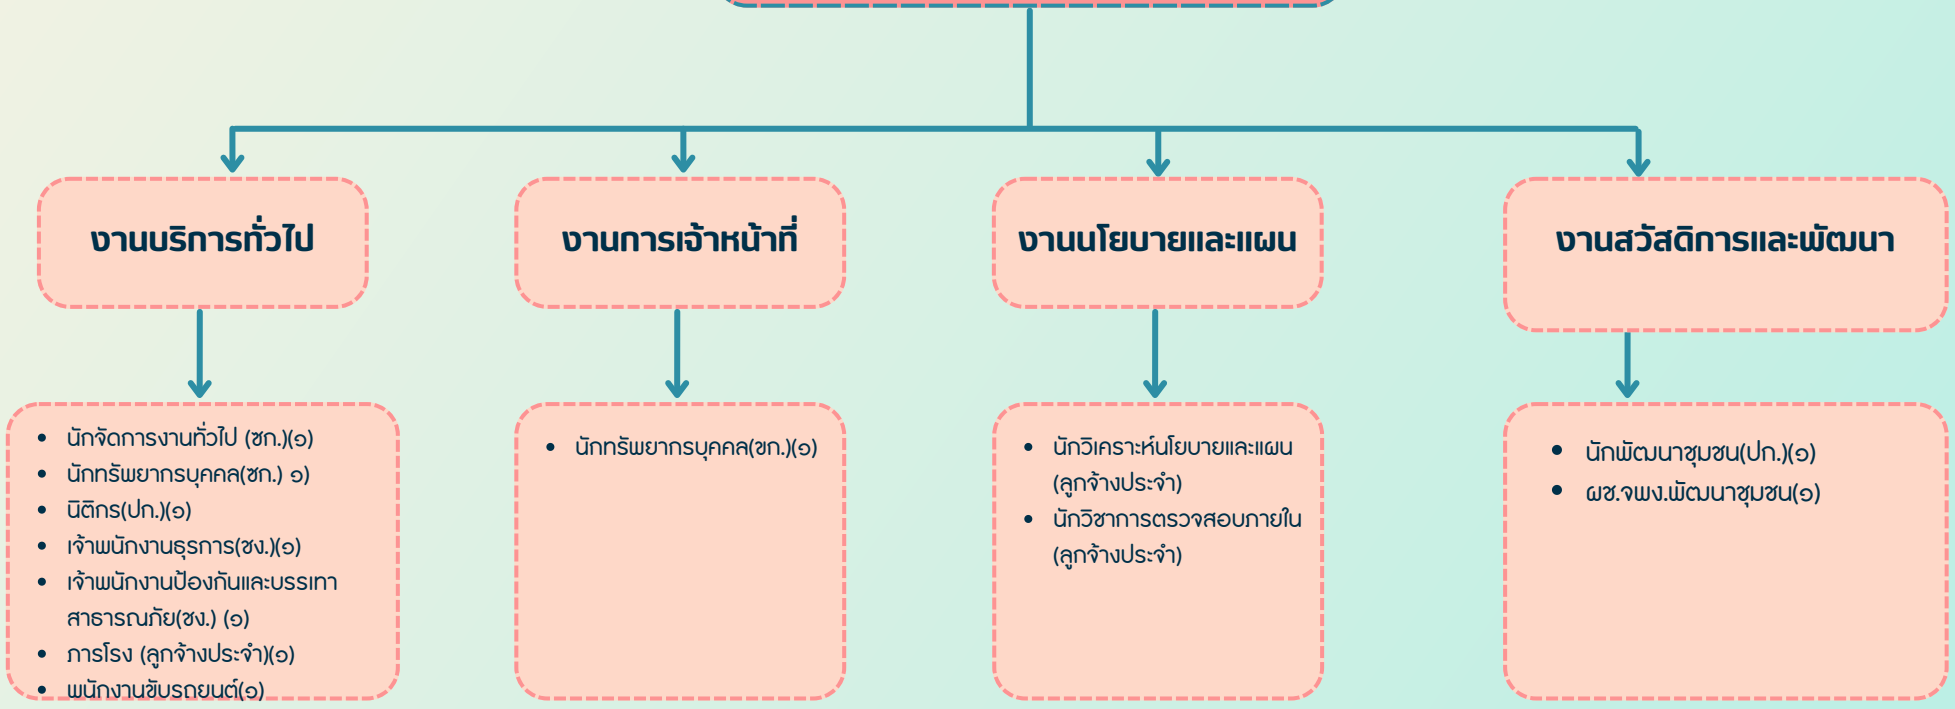 งานบริการทั่วไป
งานการเจ้าหน้าที่
งานนโยบายและแผน
งานสวัสดิการและพัฒนา
นักจัดการงานทั่วไป (ชก.)(๑)
นักทรัพยากรบุคคล(ชก.) ๑)
นิติกร(ปก.)(๑)
เจ้าพนักงานธุรการ(ชง.)(๑)
เจ้าพนักงานป้องกันและบรรเทา
สาธารณภัย(ชง.) (๑)
ภารโรง (ลูกจ้างประจำ)(๑)
พนักงานขับรถยนต์(๑)
นักทรัพยากรบุคคล(ชก.)(๑)
นักวิเคราะห์นโยบายและแผน
(ลูกจ้างประจำ)
นักวิชาการตรวจสอบภายใน
(ลูกจ้างประจำ)
นักพัฒนาชุมชน(ปก.)(๑)
ผช.จพง.พัฒนาชุมชน(๑)